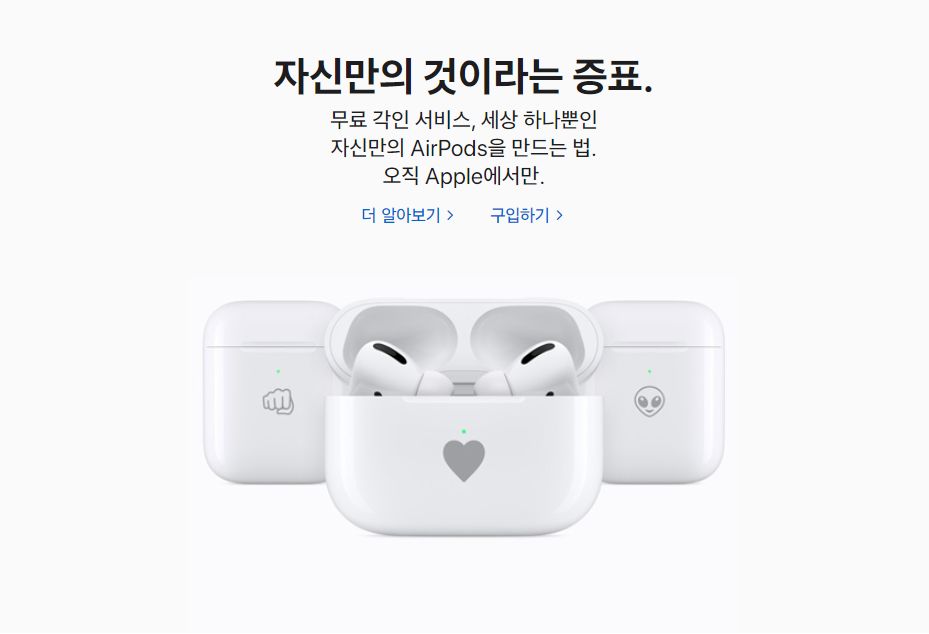 자신만의 것이라는 증표.
무료 각인 서비스, 세상 하나뿐인
자신만의 AirPods을 만드는 법.
오직 Apple에서만.
더 알아보기 > 구입하기 >